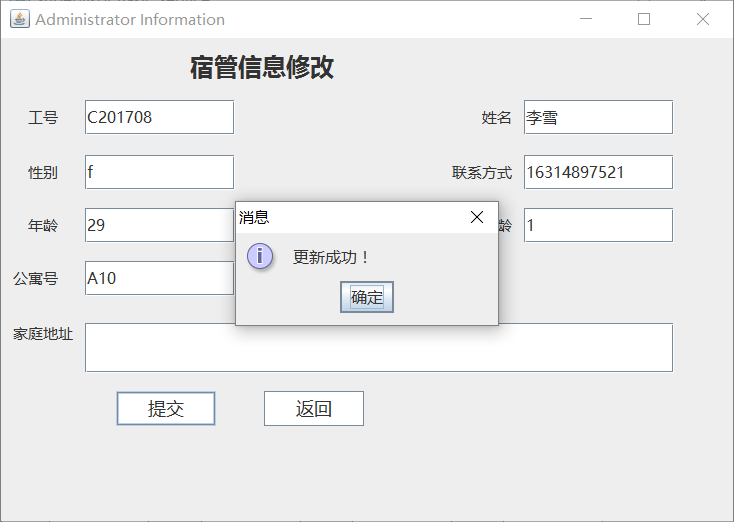 Administrator Information
宿管信息修改
工号 C201708 姓名 李雪
性别 f 联系方式 16314897521
年龄 29 龄 1
消息
更新成功！
确定
公寓号 A10
家庭地址
提交 返回